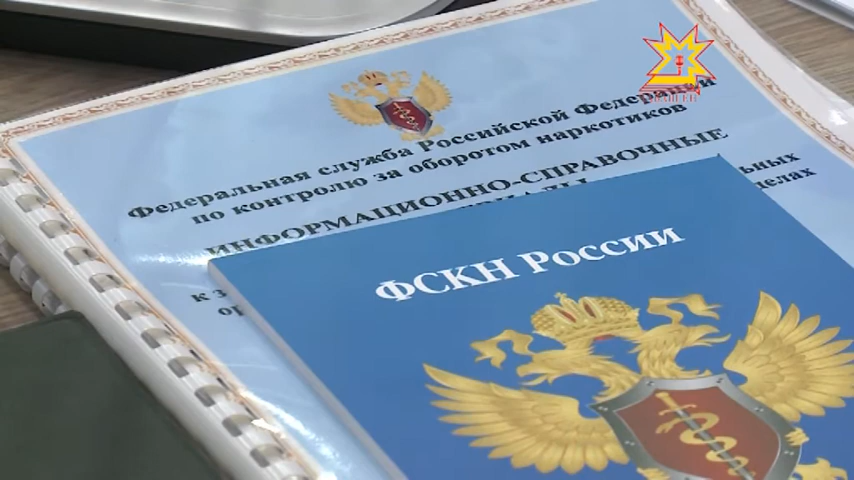 Федеральная служба Российской Федерации
по контролю за оборотом наркотиков
ИНФОРМАЦИОННО-СПРАВОЧНЫЕ
ФСКН России